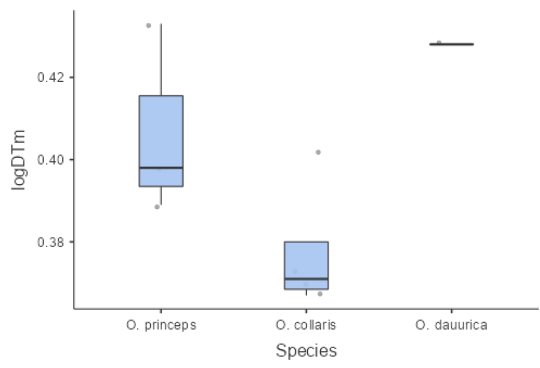 0.42
0.40
0.38
logDTm
O. princeps
O. collaris
O. dauurica
Species